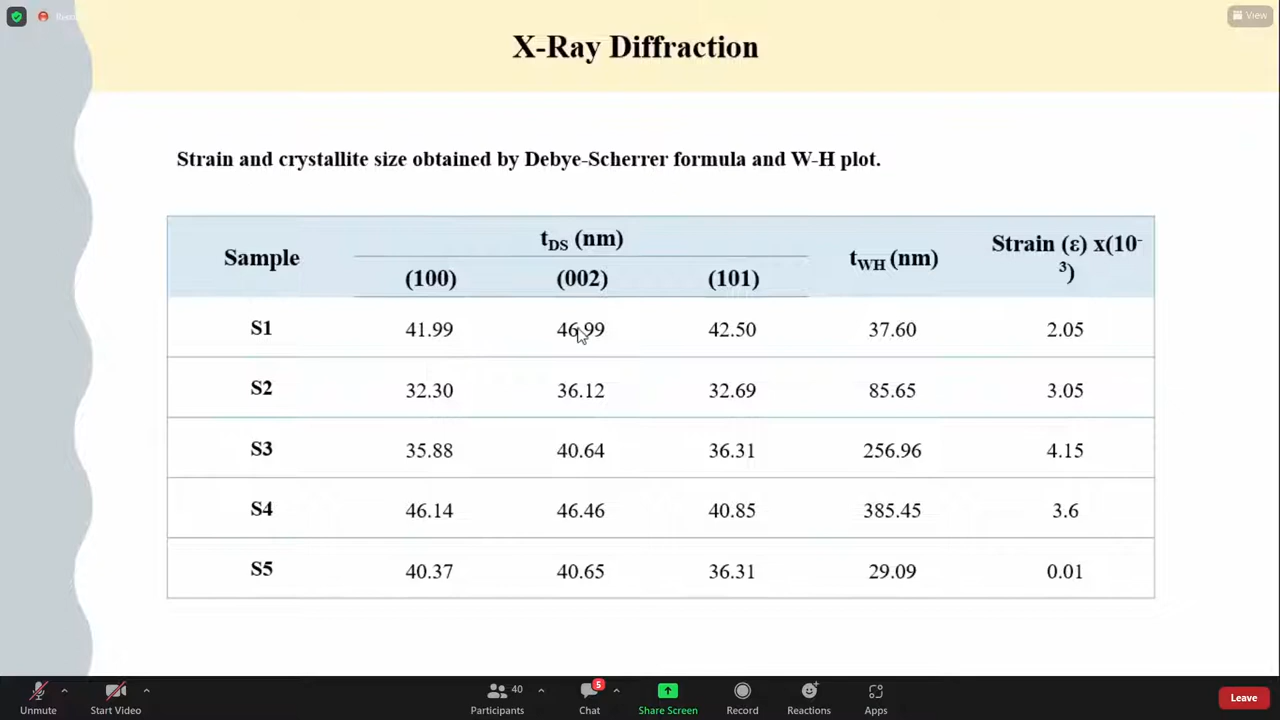 View
X-Ray Diffraction
Strain and crystallite size obtained by Debye-Scherrer formula and W-H plot.
Sample tDS (nm) tWH (nm) Strain (ε) x(10-3)
(100) (002) (101)
S1 41.99 46.99 42.50 37.60 2.05
S2 32.30 36.12 32.69 85.65 3.05
S3 35.88 40.64 36.31 256.96 4.15
S4 46.14 46.46 40.85 385.45 3.6
S5 40.37 40.65 36.31 29.09 0.01
40 5
Unmute Start Video Participants Chat Share Screen Record Reactions Apps Leave